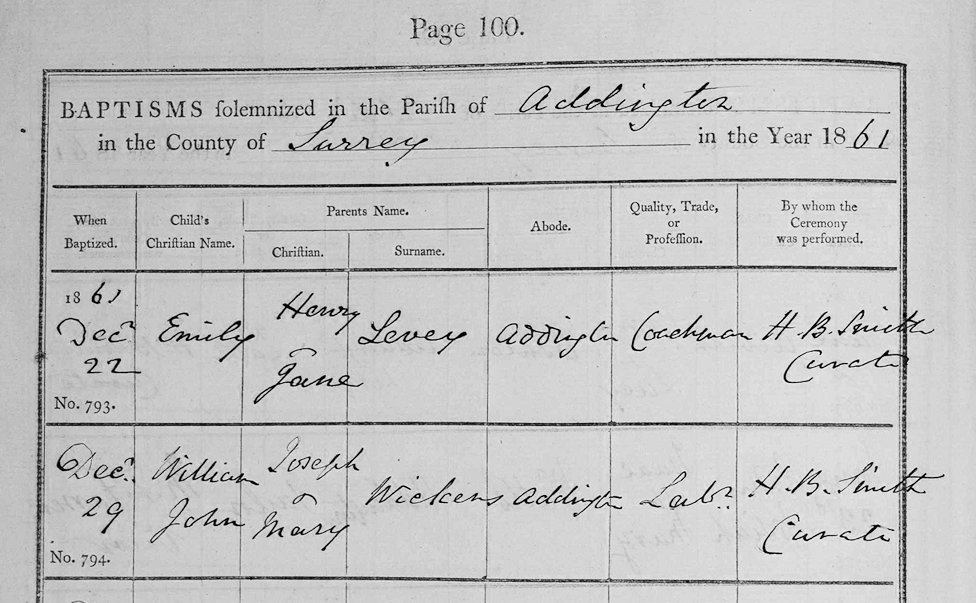 Page 100.
BAPTISMS ſolemnized in the Pariſh of Addington
in the County of Surrey in the Year 1861
When Baptized.
Child's Chriſtian Name.
Parents Name.
Chriſtian.
Surname.
Abode.
Quality, Trade, or Profeſſion.
By whom the Ceremony was performed.
1861
Decr. 22
Emily
Henry & Jane
Levey
Addington
Coachman
H. B. Smith Curate
No. 793.
Decr. 29
William John
Joseph & Mary
Wickens
Addington
Labr.
H. B. Smith Curate
No. 794.